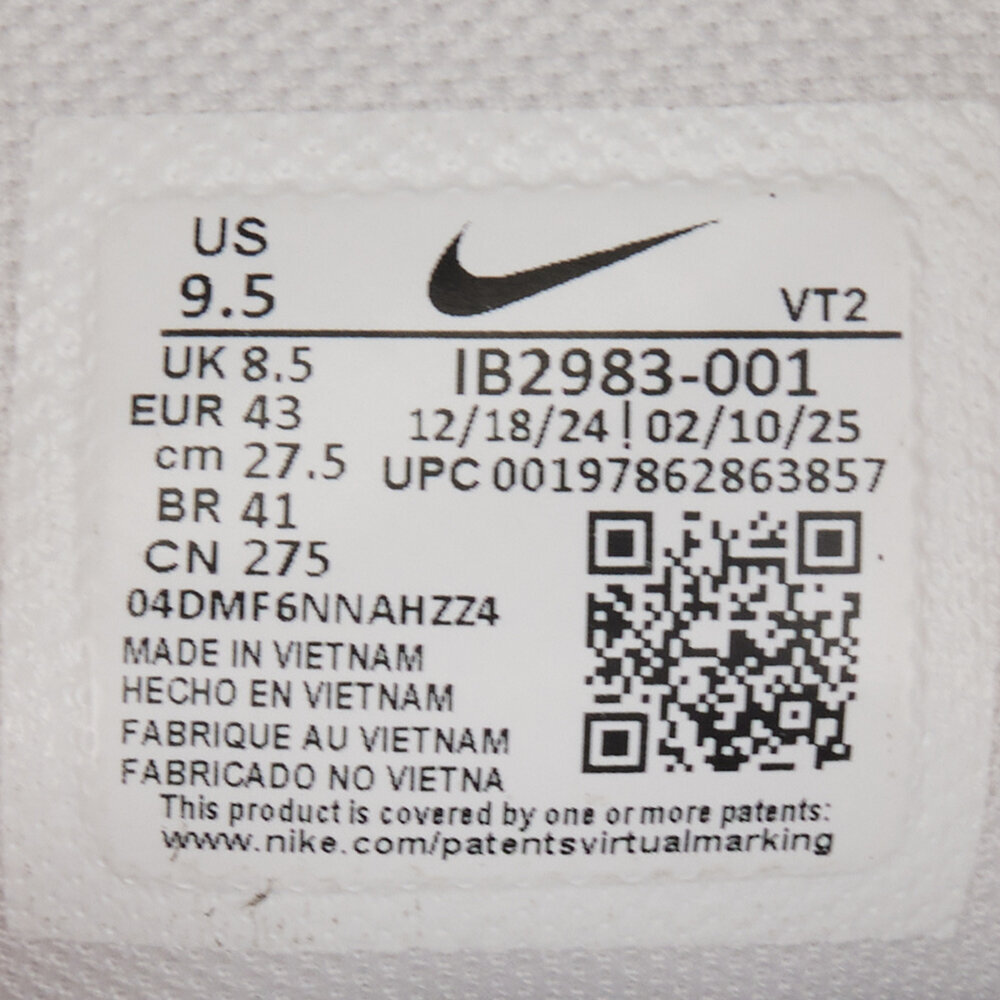 US
9.5
VT2
UK 8.5
EUR 43
cm 27.5
BR 41
CN 275
IB2983-001
12/18/24 | 02/10/25
UPC 00197862863857
04DMF6NNAHZZ4
MADE IN VIETNAM
HECHO EN VIETNAM
FABRIQUE AU VIETNAM
FABRICADO NO VIETNA
This product is covered by one or more patents:
www.nike.com/patentsvirtualmarking